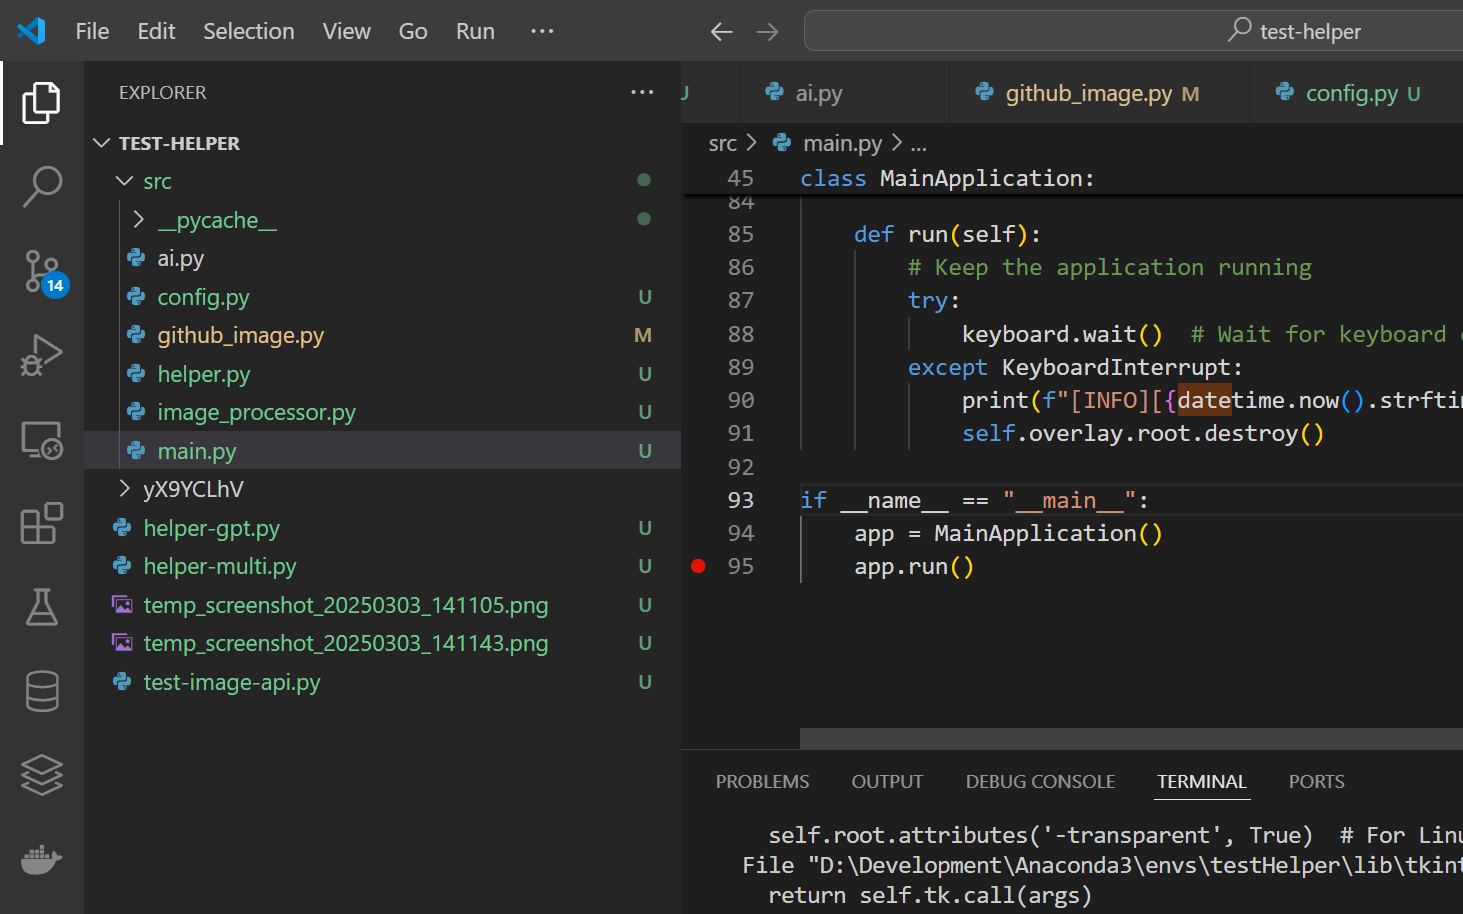 File Edit Selection View Go Run ...
test-helper
EXPLORER ...
TEST-HELPER
src
__pycache__
ai.py
config.py U
github_image.py M
helper.py U
image_processor.py U
main.py U
yX9YCLhV
helper-gpt.py U
helper-multi.py U
temp_screenshot_20250303_141105.png U
temp_screenshot_20250303_141143.png U
test-image-api.py U
14
U ai.py github_image.py M config.py U
src > main.py > ...
45 class MainApplication:
84
85 def run(self):
86 # Keep the application running
87 try:
88 keyboard.wait() # Wait for keyboard
89 except KeyboardInterrupt:
90 print(f"[INFO][{datetime.now().strfti
91 self.overlay.root.destroy()
92
93 if __name__ == "__main__":
94 app = MainApplication()
95 app.run()
PROBLEMS OUTPUT DEBUG CONSOLE TERMINAL PORTS
self.root.attributes('-transparent', True) # For Linu
File "D:\Development\Anaconda3\envs\testHelper\lib\tkint
return self.tk.call(args)